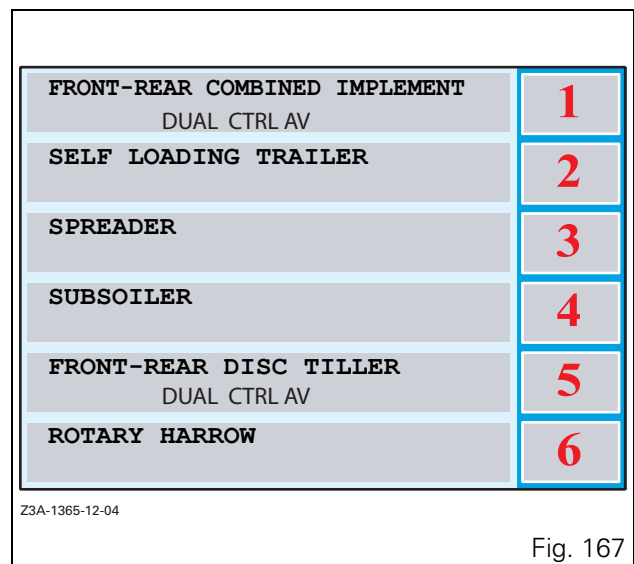 FRONT-REAR COMBINED IMPLEMENT
DUAL CTRL AV
1
SELF LOADING TRAILER
2
SPREADER
3
SUBSOILER
4
FRONT-REAR DISC TILLER
DUAL CTRL AV
5
ROTARY HARROW
6
Z3A-1365-12-04
Fig. 167